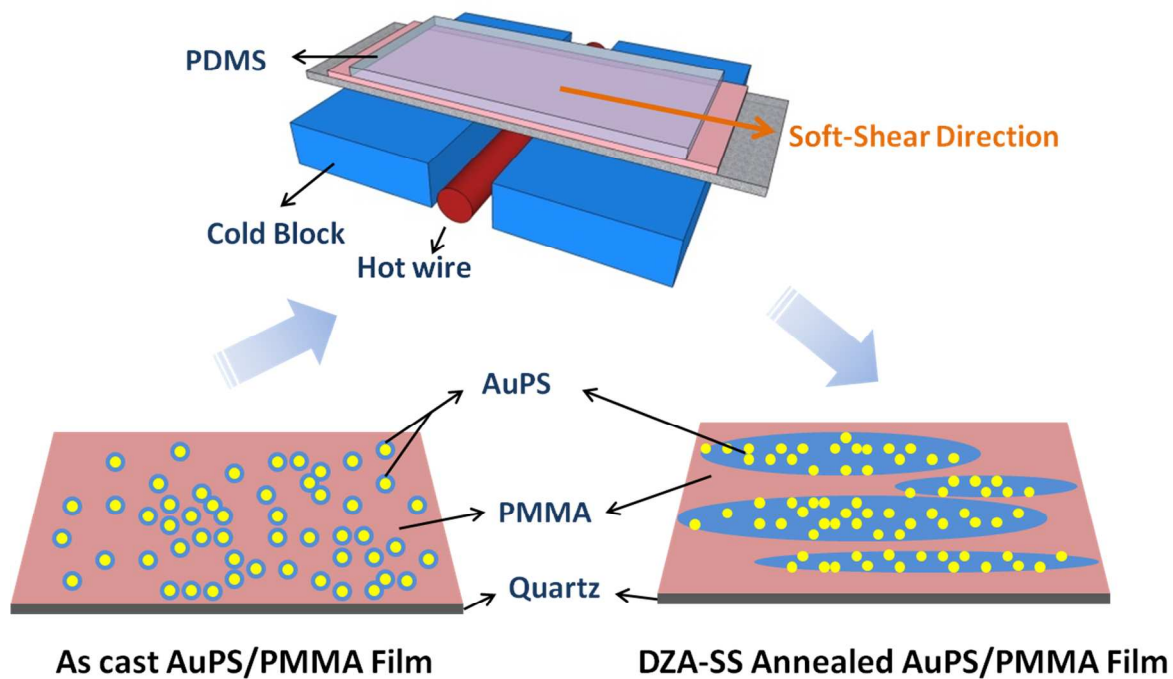 PDMS
Soft-Shear Direction
Cold Block
Hot wire
AuPS
PMMA
Quartz
As cast AuPS/PMMA Film
DZA-SS Annealed AuPS/PMMA Film